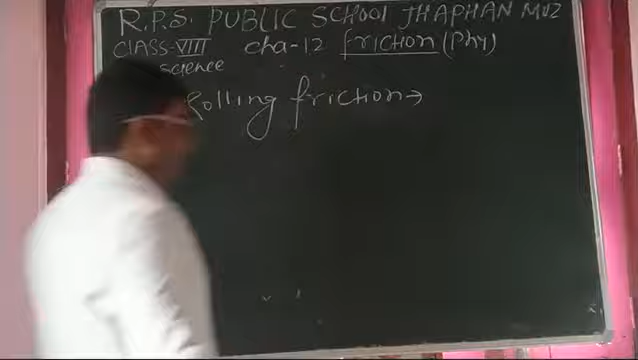 R.P.S. PUBLIC SCHOOL JHAPHAN MUZ
CLASS-VIII cha-12 friction (Phy)
science
Rolling friction→